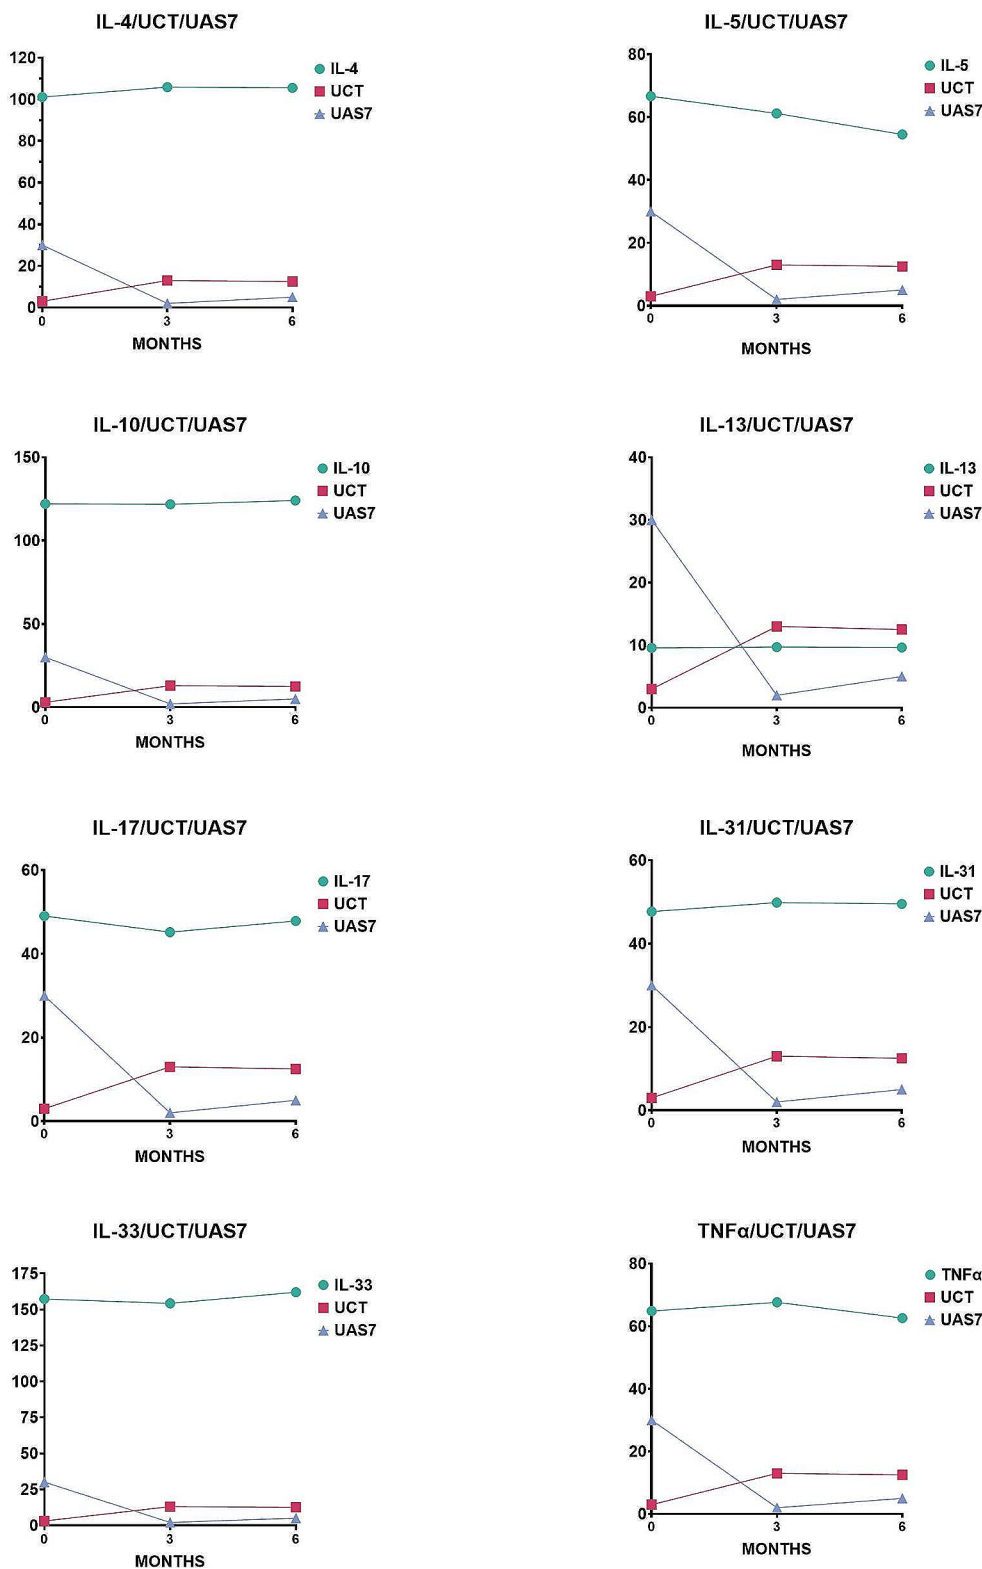 IL-4/UCT/UAS7
120
100
80
60
40
20
0
0 3 6
MONTHS
IL-4
UCT
UAS7
IL-5/UCT/UAS7
80
60
40
20
0
0 3 6
MONTHS
IL-5
UCT
UAS7
IL-10/UCT/UAS7
150
100
50
0
0 3 6
MONTHS
IL-10
UCT
UAS7
IL-13/UCT/UAS7
40
30
20
10
0
0 3 6
MONTHS
IL-13
UCT
UAS7
IL-17/UCT/UAS7
60
40
20
0
0 3 6
MONTHS
IL-17
UCT
UAS7
IL-31/UCT/UAS7
60
40
20
0
0 3 6
MONTHS
IL-31
UCT
UAS7
IL-33/UCT/UAS7
175
150
125
100
75
50
25
0
0 3 6
MONTHS
IL-33
UCT
UAS7
TNFα/UCT/UAS7
80
60
40
20
0
0 3 6
MONTHS
TNFα
UCT
UAS7